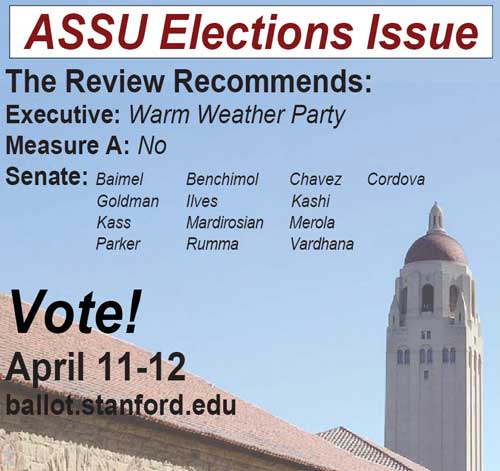 ASSU Elections Issue
The Review Recommends:
Executive: Warm Weather Party
Measure A: No
Senate: Baimel Benchimol Chavez Cordova
Goldman Ilves Kashi
Kass Mardirosian Merola
Parker Rumma Vardhana
Vote!
April 11-12
ballot.stanford.edu